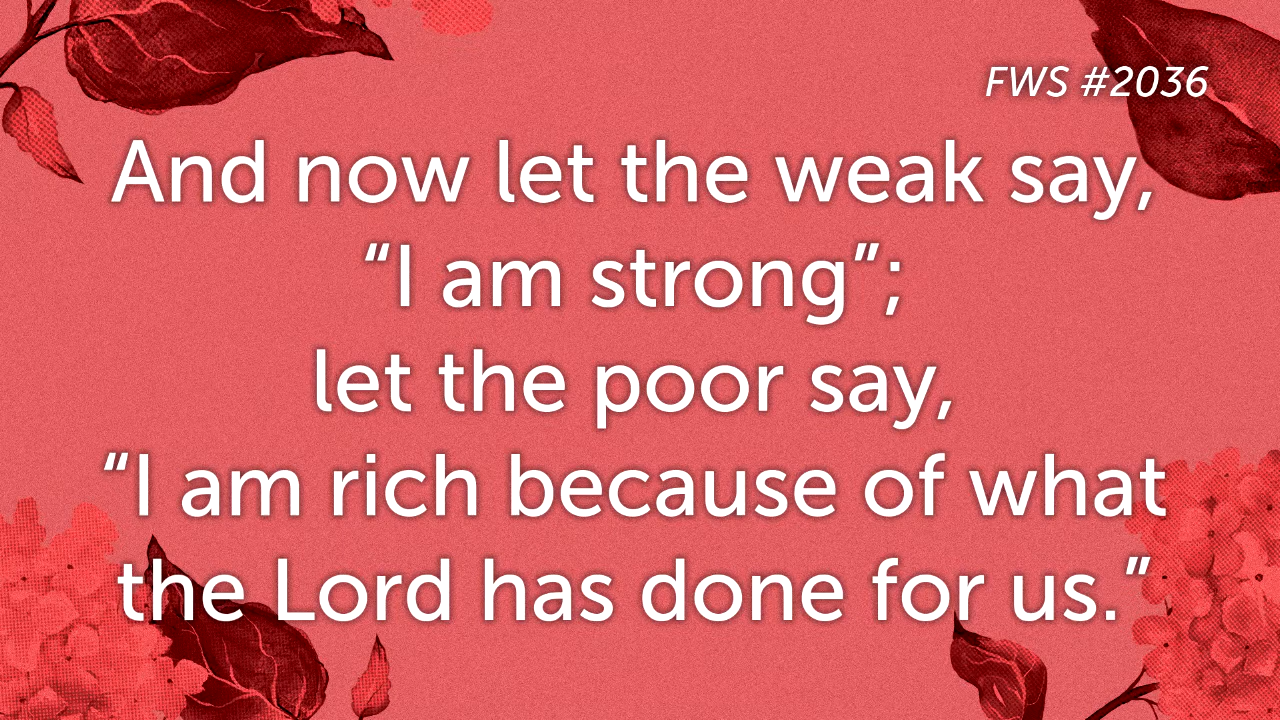 FWS #2036
And now let the weak say,
“I am strong”;
let the poor say,
“I am rich because of what
the Lord has done for us.”